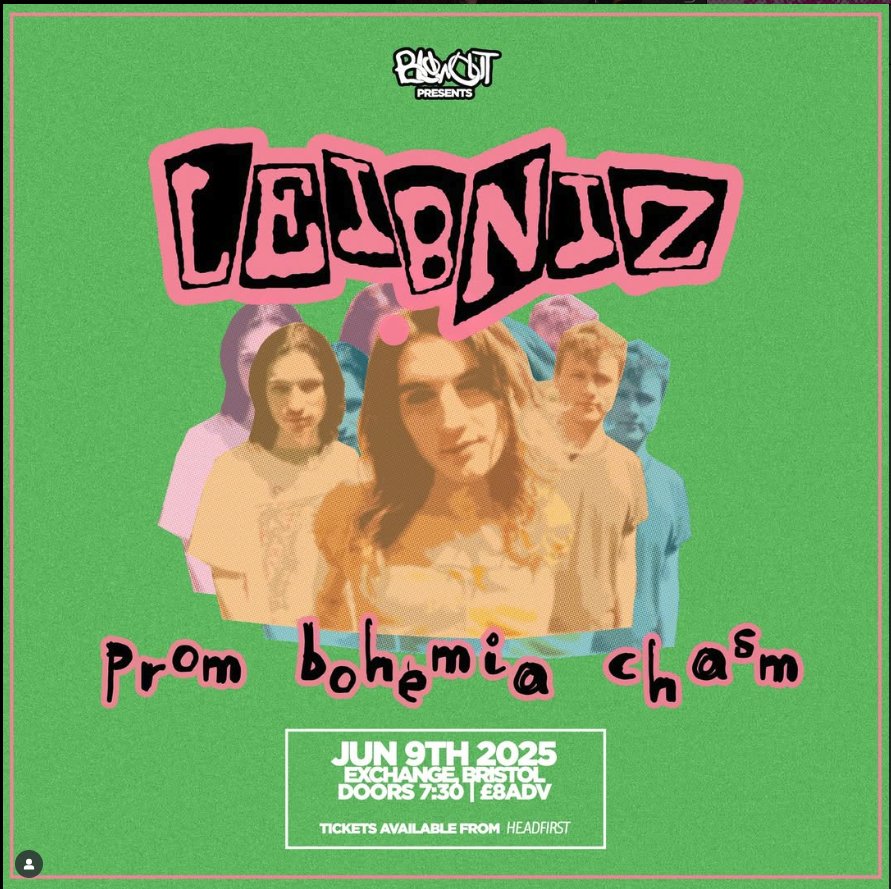 BLOWOUT
PRESENTS
LEIBNIZ
prom bohemia chasm
JUN 9TH 2025
EXCHANGE, BRISTOL
DOORS 7:30 | £8ADV
TICKETS AVAILABLE FROM HEADFIRST